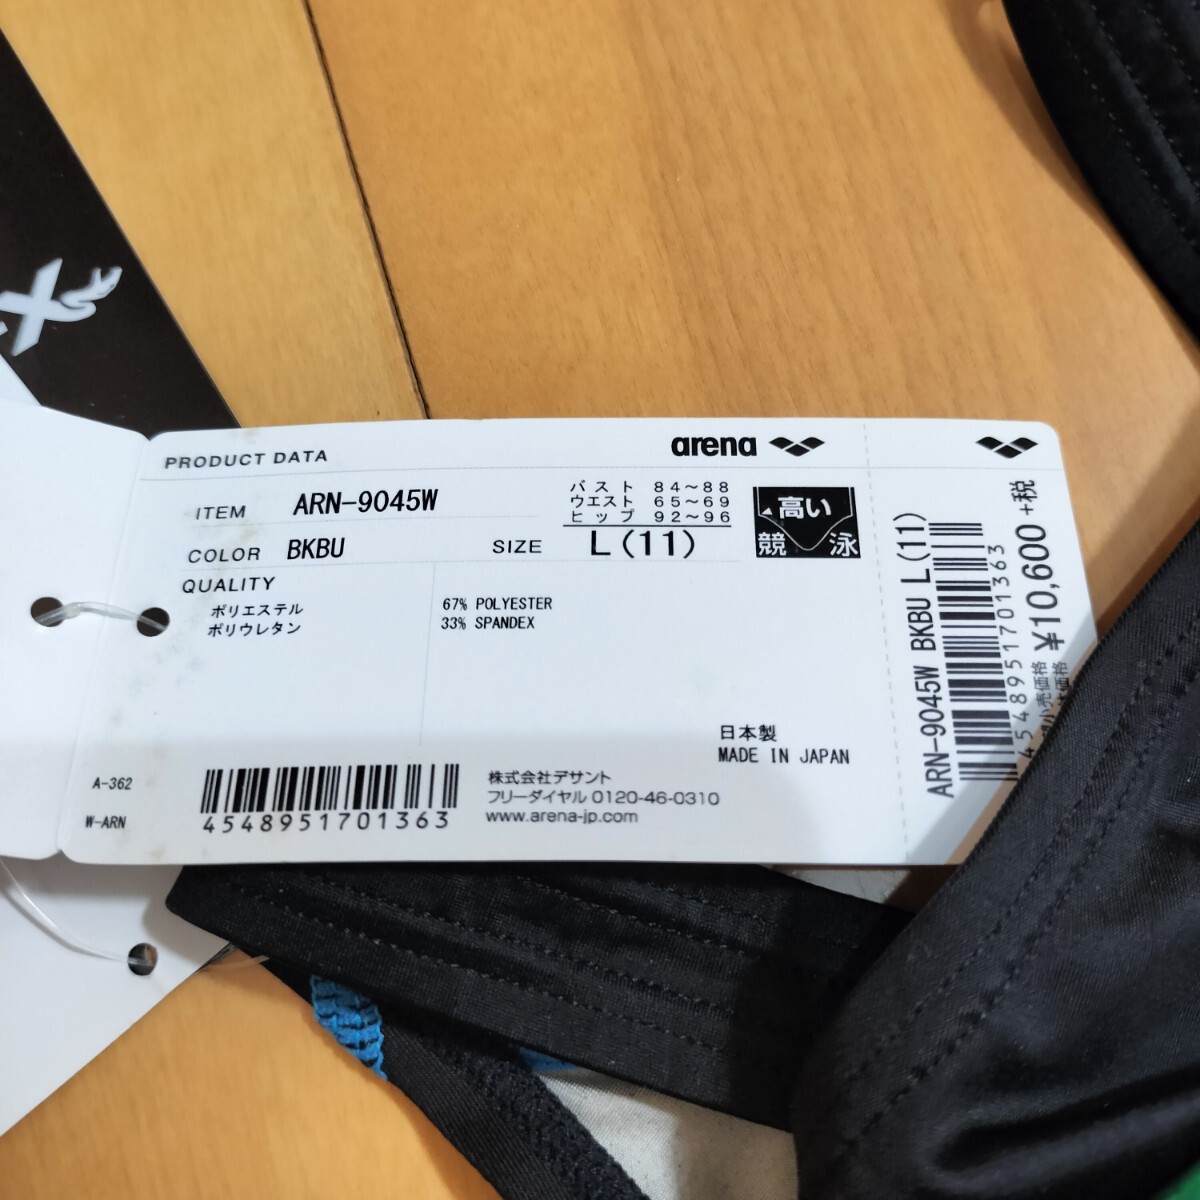 X
PRODUCT DATA
arena
ITEM ARN-9045W
バスト 84～88
ウエスト 65～69
ヒップ 92～96
COLOR BKBU
SIZE L(11)
高い
競泳
QUALITY
ポリエステル 67% POLYESTER
ポリウレタン 33% SPANDEX
日本製
MADE IN JAPAN
A-362
W-ARN
4548951701363
株式会社デサント
フリーダイヤル 0120-46-0310
www.arena-jp.com
ARN-9045W BKBU L(11)
4548951701363
小売価格 ¥10,600 +税